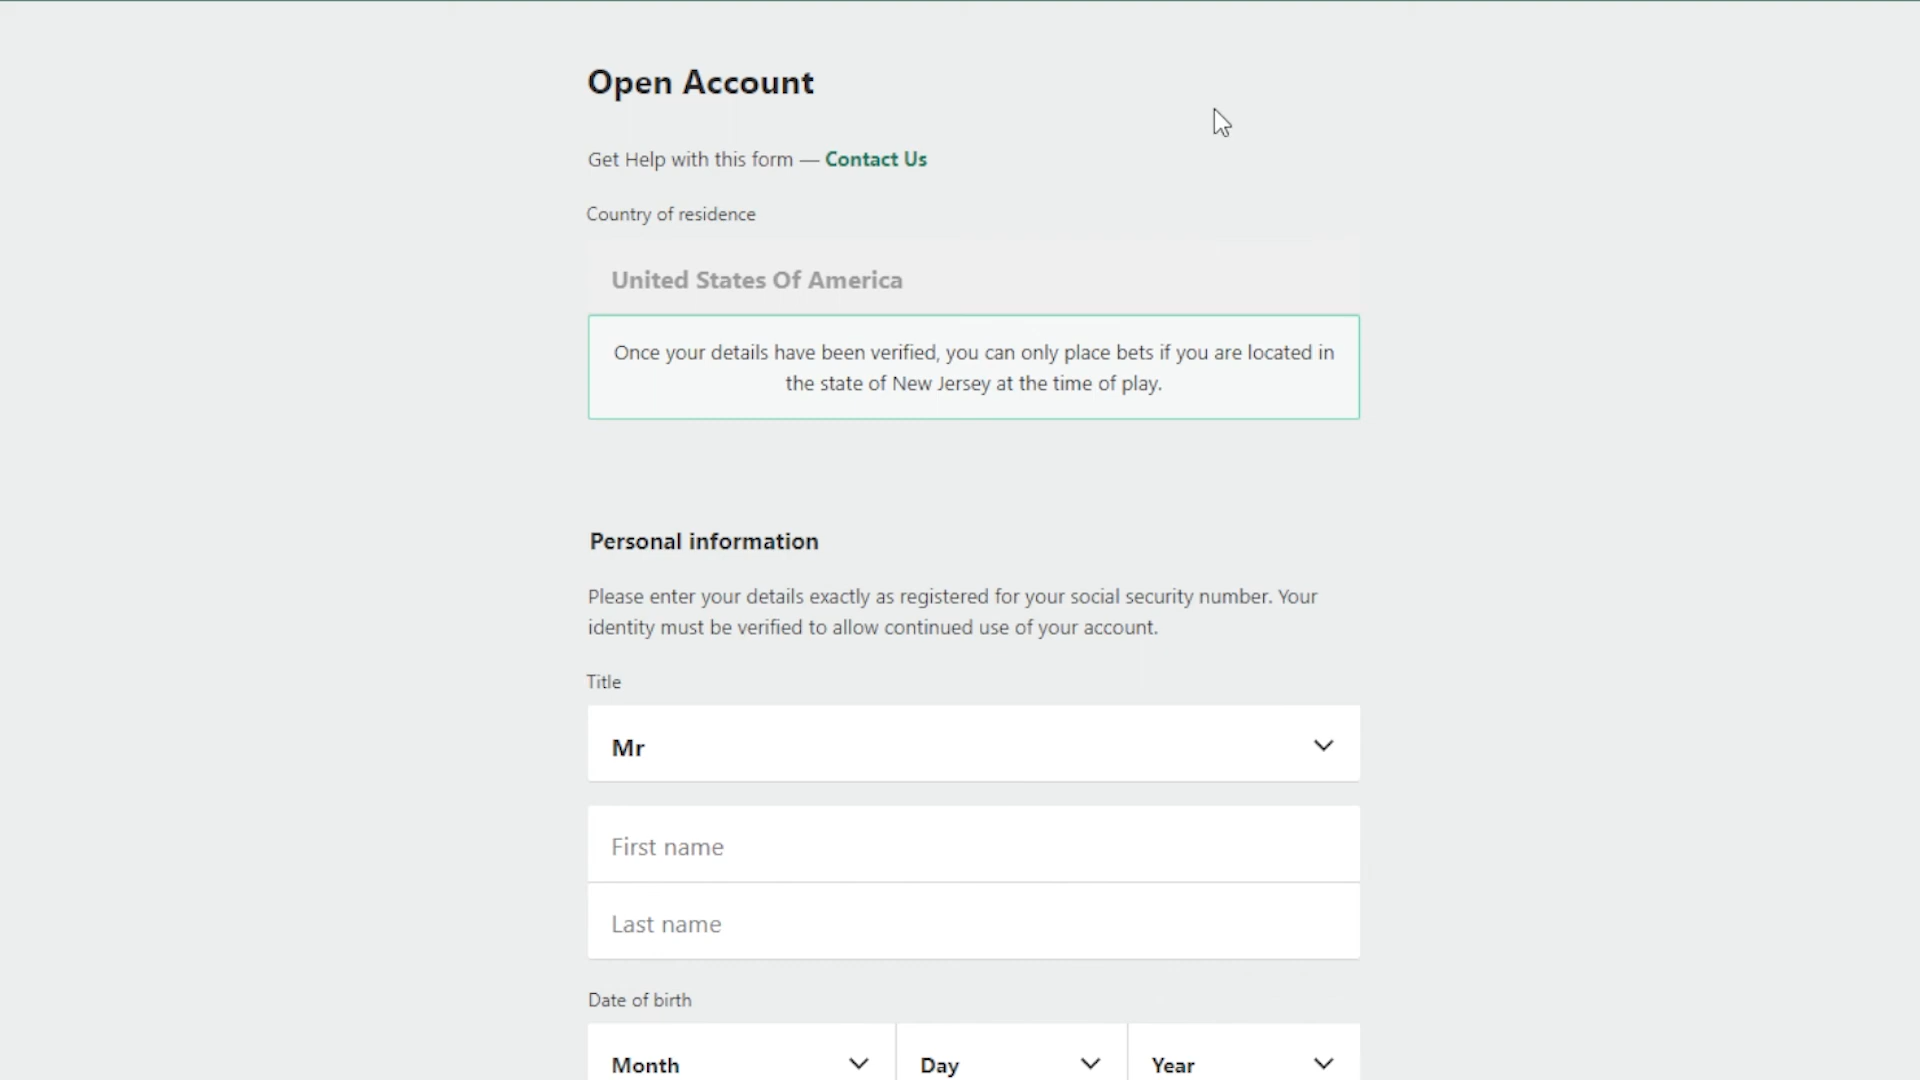 Open Account
Get Help with this form — Contact Us
Country of residence
United States Of America
Once your details have been verified, you can only place bets if you are located in
the state of New Jersey at the time of play.
Personal information
Please enter your details exactly as registered for your social security number. Your
identity must be verified to allow continued use of your account.
Title
Mr
First name
Last name
Date of birth
Month Day Year